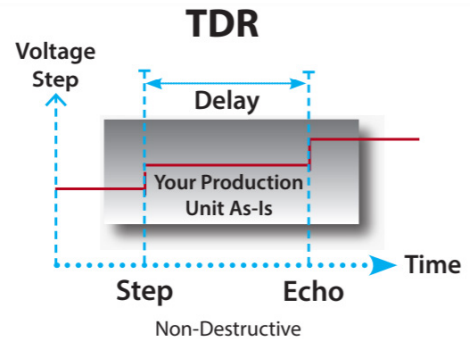 TDR
Voltage
Step
Delay
Your Production
Unit As-Is
Time
Step
Echo
Non-Destructive